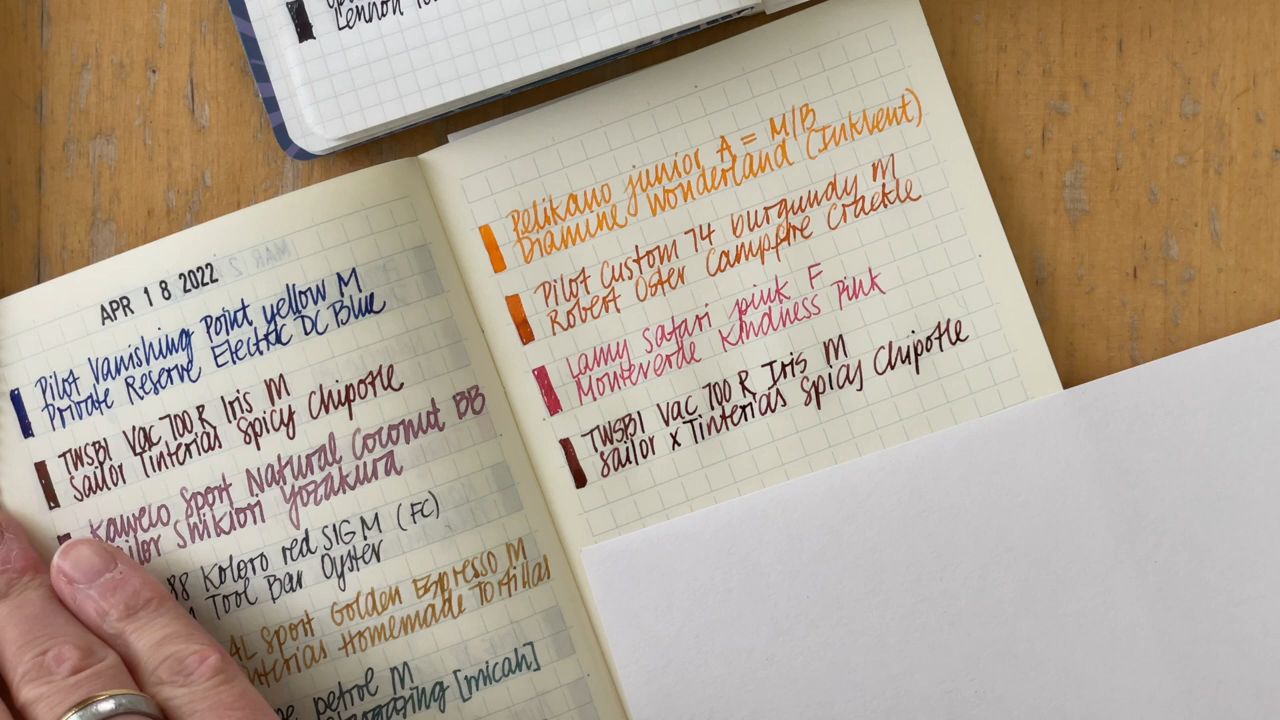 Lennon
APR 18 2022
Pilot Vanishing Point yellow M
Private Reserve Electric DC Blue
TWSBI Vac 700 R Iris M
Sailor Tinterias Spicy Chipotle
Kaweco Sport Natural Coconut BB
Sailor Shikiori Yozakura
88 Koloro red SIG M (FC)
Tool Bar Oyster
AL Sport Golden Espresso M
Tinterias Homemade Tortillas
petrol M
[micah]
Pelikano junior A = M/B
Diamine Wonderland (Inkvent)
Pilot Custom 74 burgundy M
Robert Oster Campfire Crackle
Lamy Safari pink F
Monteverde Kindness Pink
TWSBI Vac 700 R Iris M
Sailor x Tinterias Spicy Chipotle